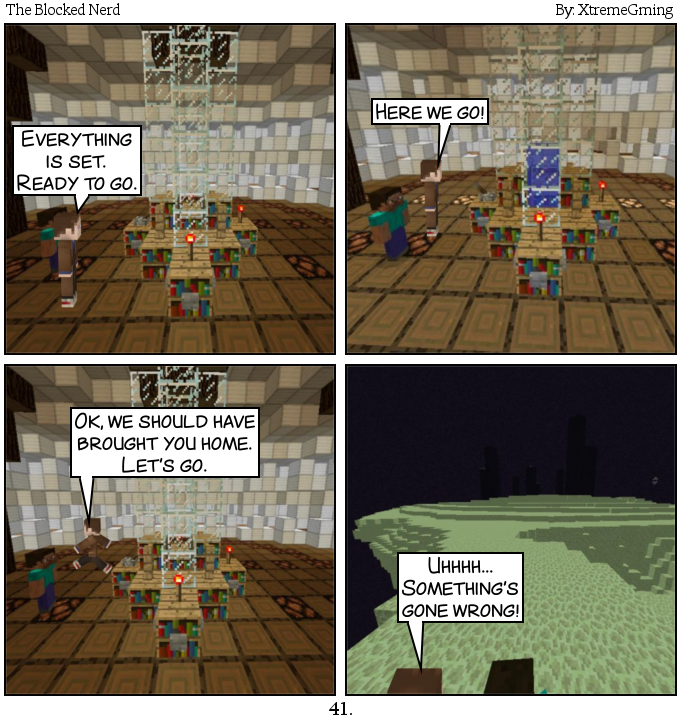 The Blocked Nerd
By: XtremeGming
Everything
is set.
Ready to go.
Here we go!
Ok, we should have
brought you home.
Let's go.
Uhhhh...
Something's
gone wrong!
41.